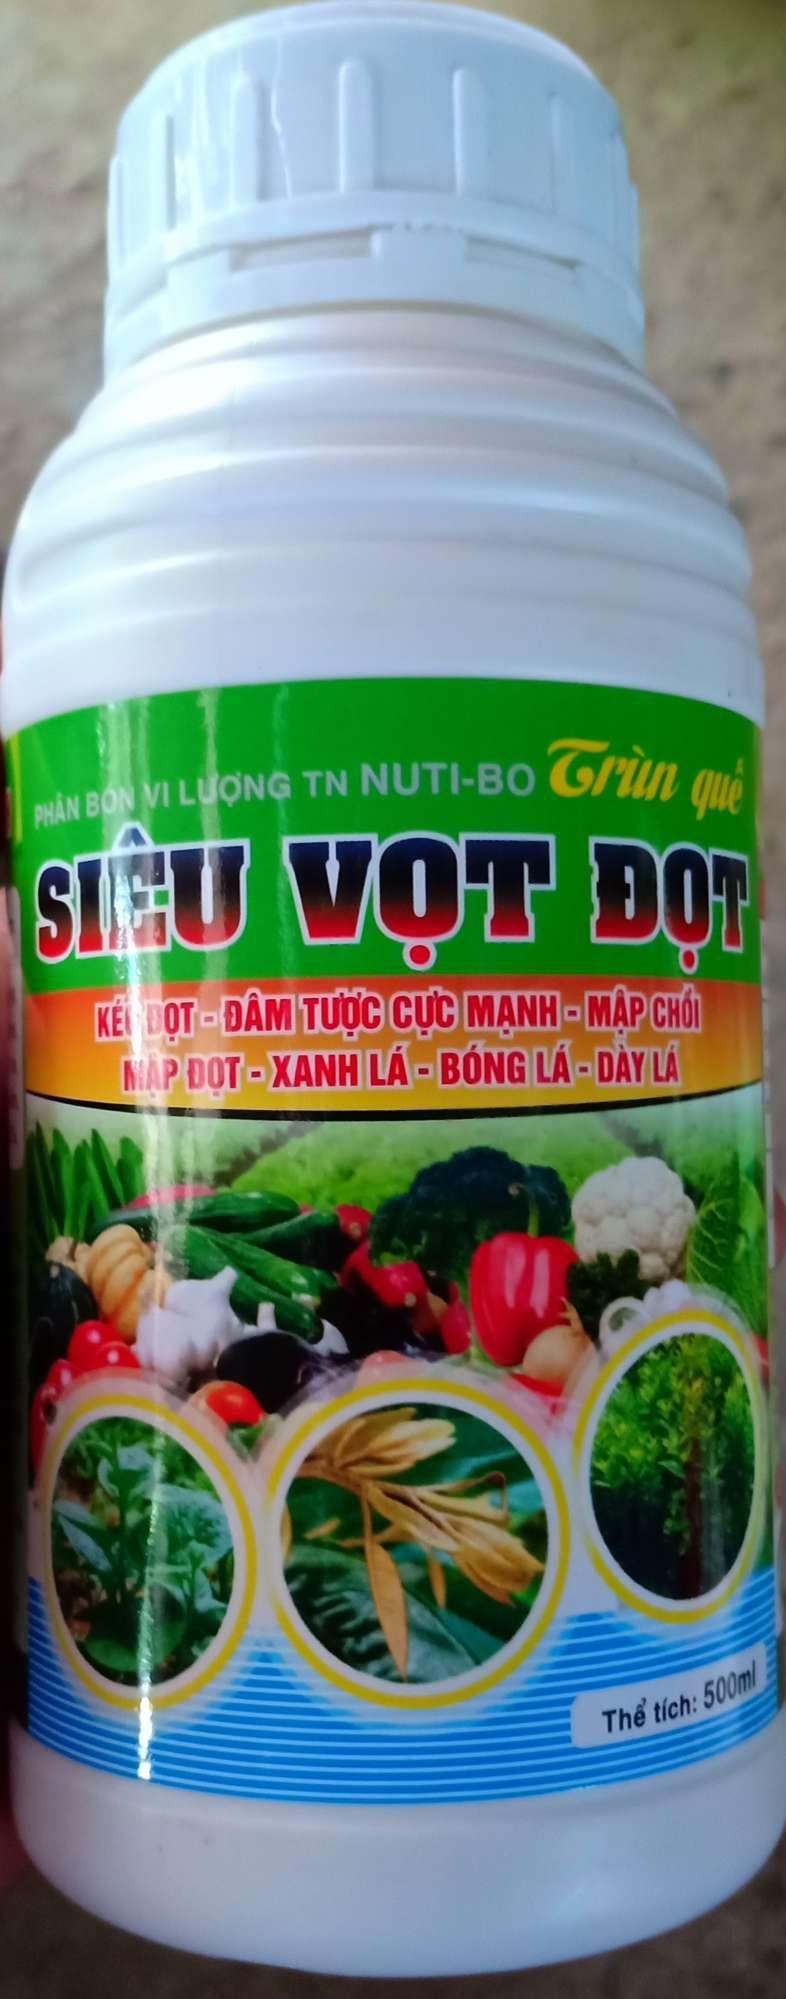 PHÂN BÓN VI LƯỢNG TN NUTI-BO Trùn quế
SIÊU VỌT ĐỌT
KÉO ĐỌT - ĐÂM TƯỢC CỰC MẠNH - MẬP CHỒI
MẬP ĐỌT - XANH LÁ - BÓNG LÁ - DÀY LÁ
Thể tích: 500ml